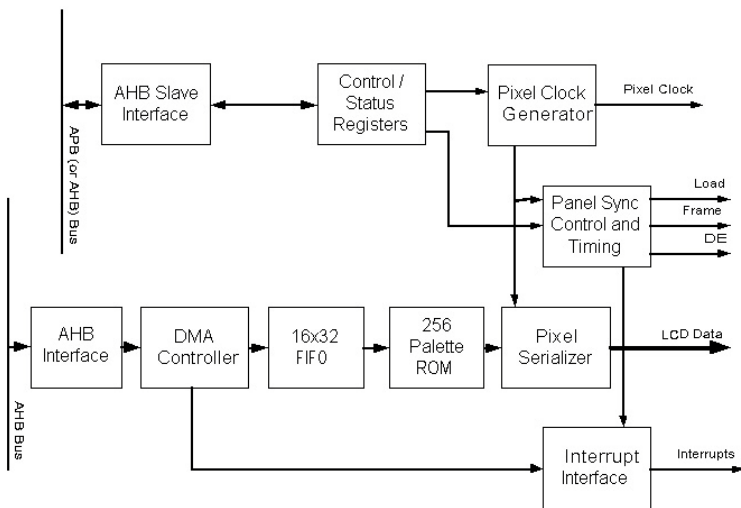 AHB Slave
Interface
Control /
Status
Registers
Pixel Clock
Generator
Pixel Clock
APB (or AHB) Bus
Panel Sync
Control and
Timing
Load
Frame
DE
AHB
Interface
DMA
Controller
16x32
FIF0
256
Palette
ROM
Pixel
Serializer
LCD Data
AHB Bus
Interrupt
Interface
Interrupts